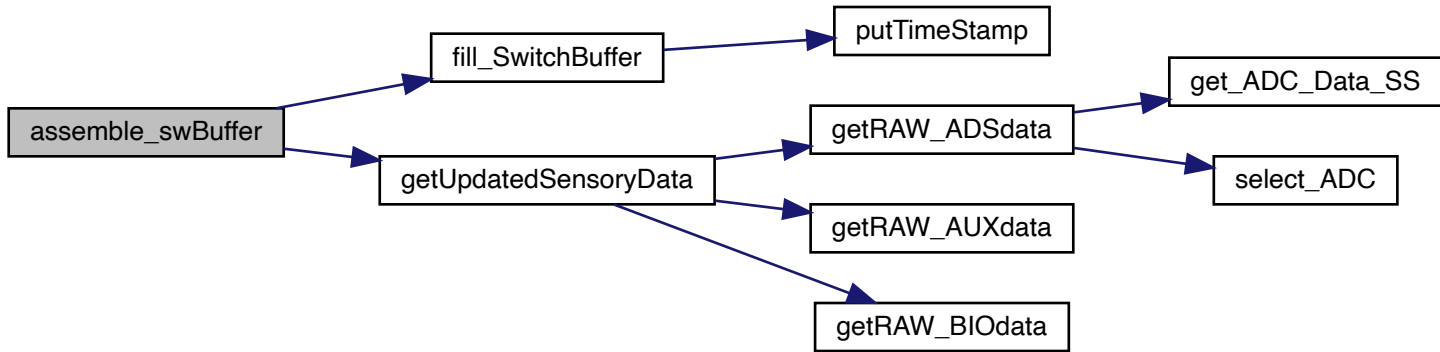 assemble_swBuffer
fill_SwitchBuffer
putTimeStamp
getUpdatedSensoryData
getRAW_ADSdata
get_ADC_Data_SS
select_ADC
getRAW_AUXdata
getRAW_BIOdata